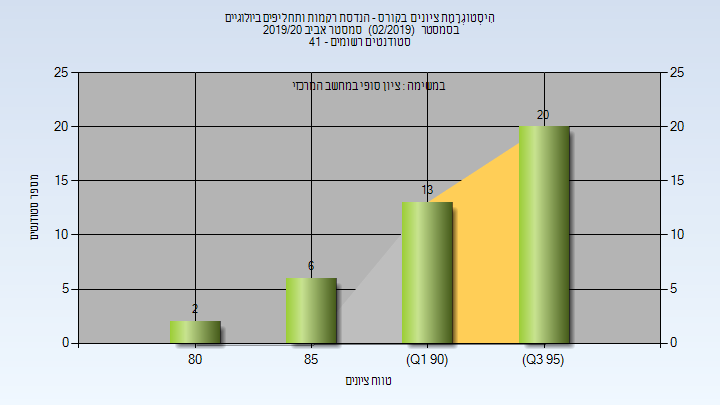 היסטוגרמת ציונים בקורס - הנדסת רקמות ותחליפים ביולוגיים
בסמסטר (02/2019) סמסטר אביב 2019/20
סטודנטים רשומים - 41
במשימה : ציון סופי במחשב המרכזי
25 25
20 20
15 15
10 10
5 5
0 0
מספר סטודנטים
2 6 13 20
80 85 (Q1 90) (Q3 95)
טווח ציונים